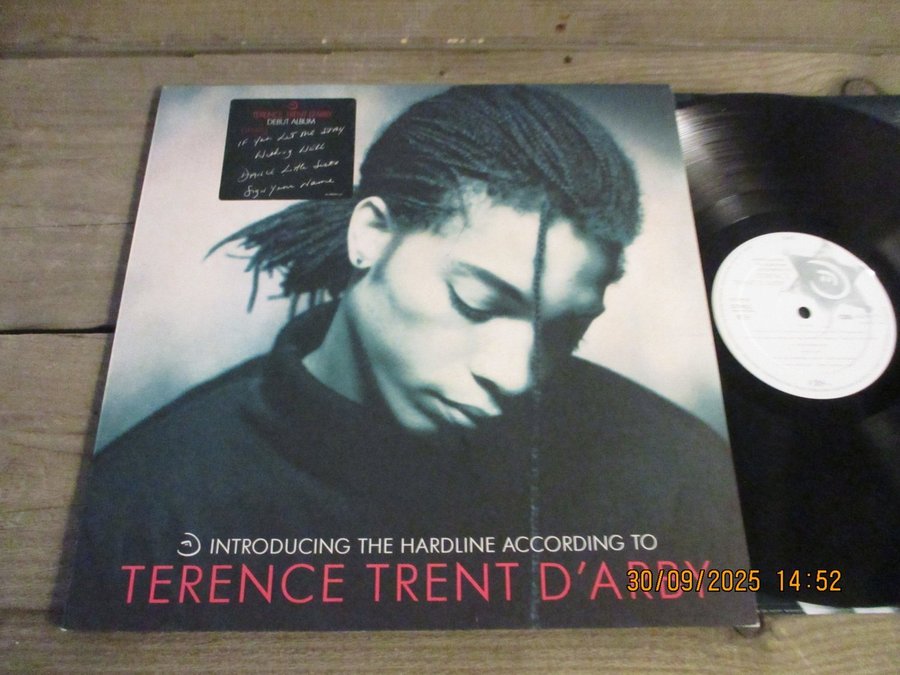 TERENCE TRENT D'ARBY
DEBUT ALBUM
If You Let Me Stay
Wishing Well
Dance Little Sister
Sign Your Name
INTRODUCING THE HARDLINE ACCORDING TO
TERENCE TRENT D'ARBY
30/09/2025 14:52